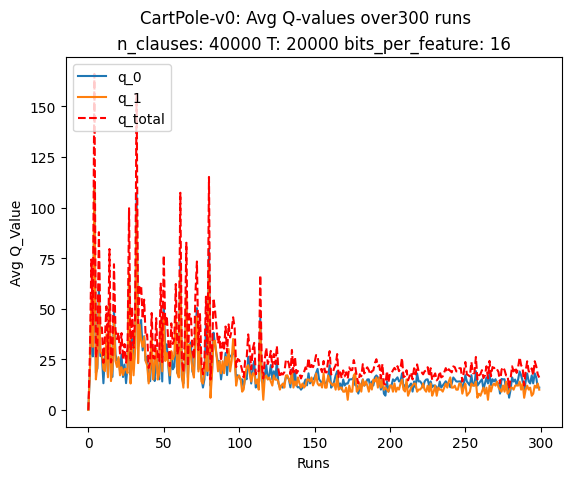 CartPole-v0: Avg Q-values over300 runs
n_clauses: 40000 T: 20000 bits_per_feature: 16
q_0
q_1
q_total
Avg Q_Value
150
125
100
75
50
25
0
0 50 100 150 200 250 300
Runs